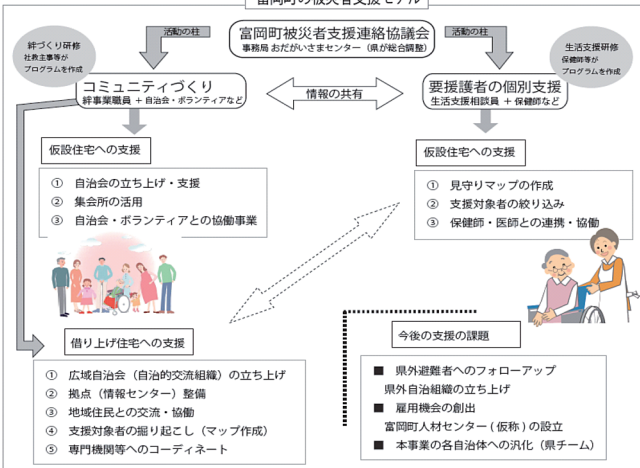 富岡町の被災者支援モデル
活動の柱
富岡町被災者支援連絡協議会
事務局 おだがいさまセンター（県が総合調整）
活動の柱
絆づくり研修
社教主事等が
プログラムを作成
生活支援研修
保健師等が
プログラムを作成
コミュニティづくり
絆事業職員 ＋ 自治会・ボランティアなど
情報の共有
要援護者の個別支援
生活支援相談員 ＋ 保健師など
仮設住宅への支援
① 自治会の立ち上げ・支援
② 集会所の活用
③ 自治会・ボランティアとの協働事業
仮設住宅への支援
① 見守りマップの作成
② 支援対象者の絞り込み
③ 保健師・医師との連携・協働
借り上げ住宅への支援
① 広域自治会（自治的交流組織）の立ち上げ
② 拠点（情報センター）整備
③ 地域住民との交流・協働
④ 支援対象者の掘り起こし（マップ作成）
⑤ 専門機関等へのコーディネート
今後の支援の課題
■ 県外避難者へのフォローアップ
県外自治組織の立ち上げ
■ 雇用機会の創出
富岡町人材センター ( 仮称 ) の設立
■ 本事業の各自治体への汎化（県チーム）